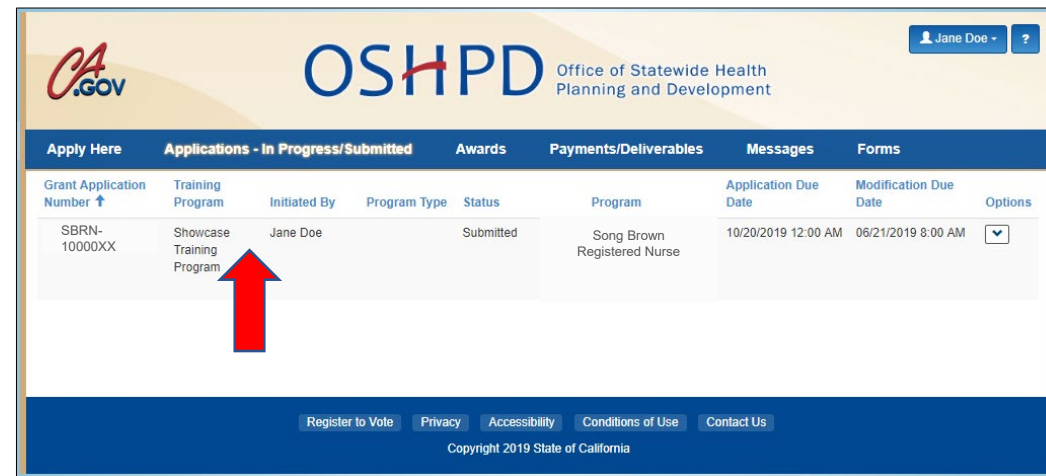 CA
.GOV
OSHPD
Office of Statewide Health
Planning and Development
Jane Doe
?
Apply Here Applications - In Progress/Submitted Awards Payments/Deliverables Messages Forms
Grant Application Training Application Due Modification Due
Number ↑ Program Initiated By Program Type Status Program Date Date Options
SBRN- Showcase Jane Doe Submitted Song Brown 10/20/2019 12:00 AM 06/21/2019 8:00 AM
10000XX Training Registered Nurse
Program
Register to Vote Privacy Accessibility Conditions of Use Contact Us
Copyright 2019 State of California